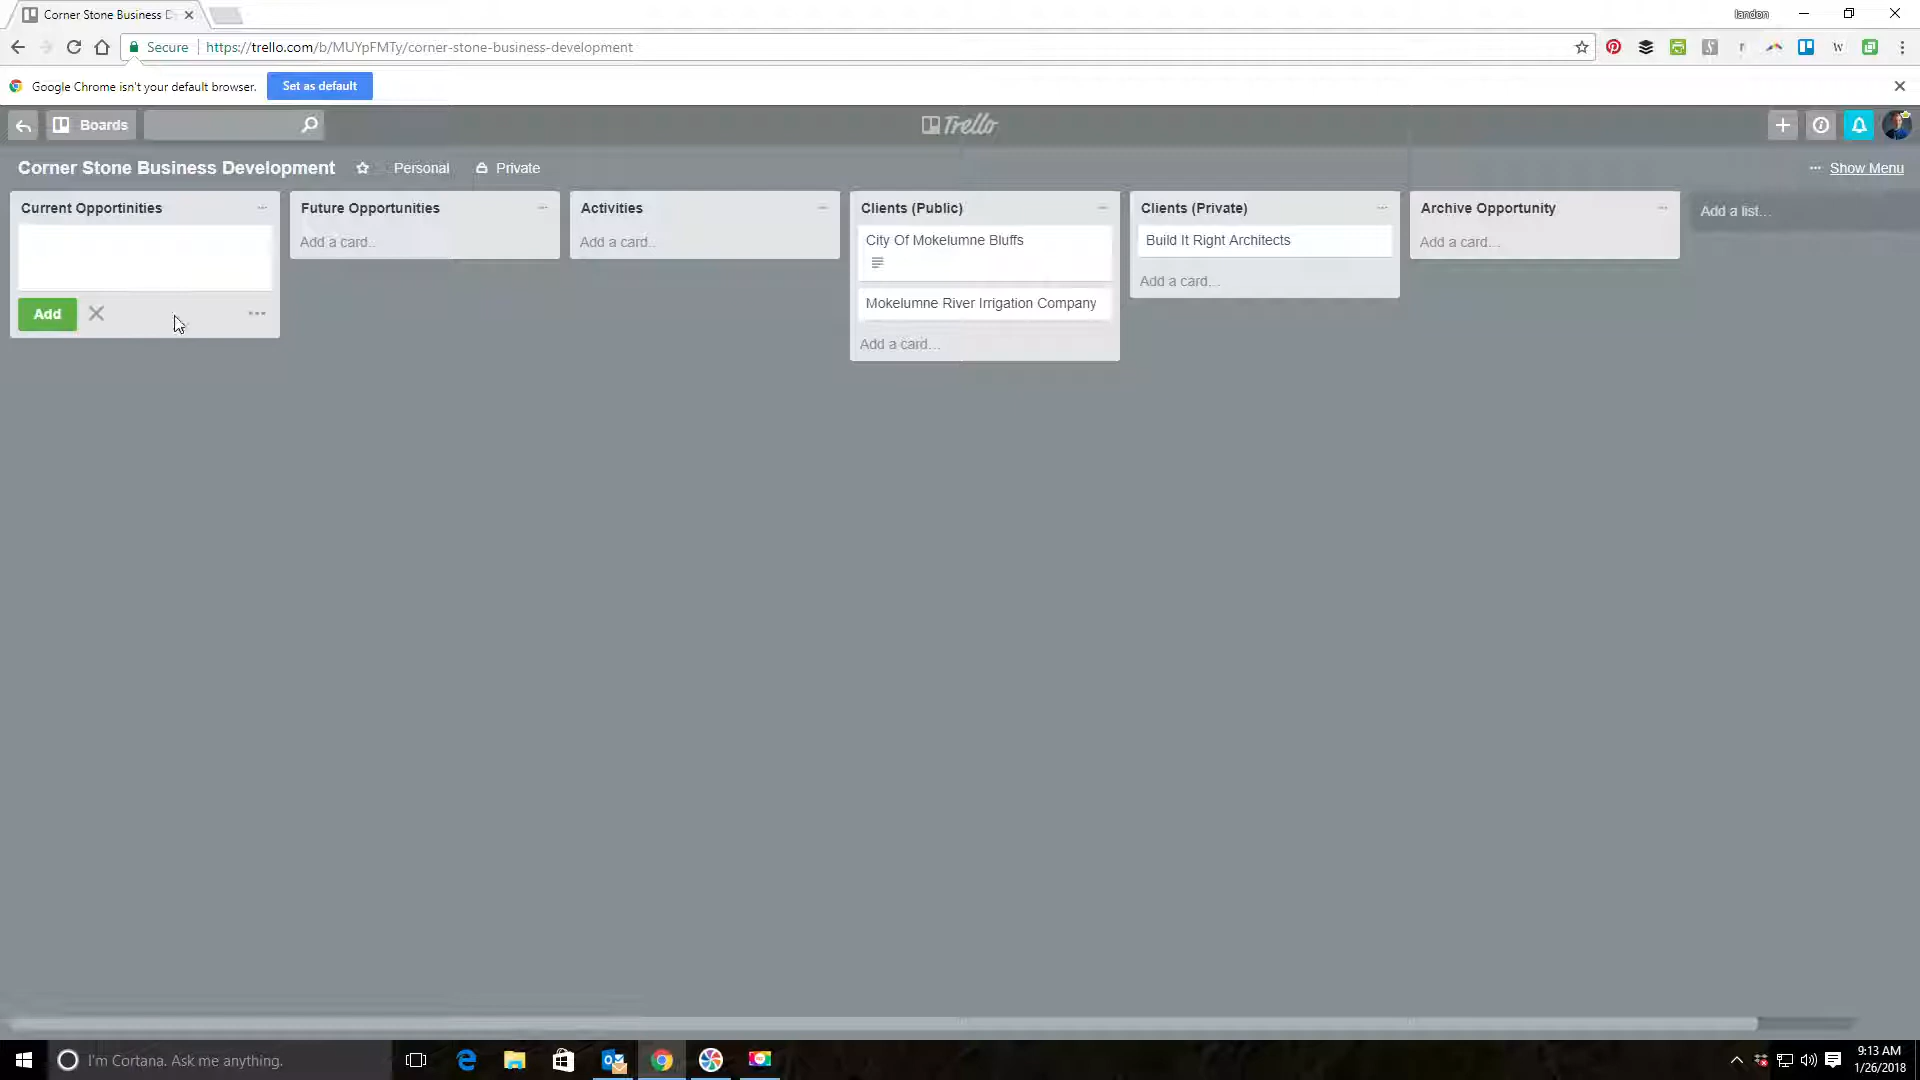 Corner Stone Business D
landon
Secure
https://trello.com/b/MUYpFMTy/corner-stone-business-development
Google Chrome isn't your default browser.
Set as default
Boards
Trello
Corner Stone Business Development
Personal
Private
Show Menu
Current Opportinities
Add
Future Opportunities
Add a card...
Activities
Add a card...
Clients (Public)
City Of Mokelumne Bluffs
Mokelumne River Irrigation Company
Add a card...
Clients (Private)
Build It Right Architects
Add a card...
Archive Opportunity
Add a card...
Add a list...
I'm Cortana. Ask me anything.
9:13 AM
1/26/2018